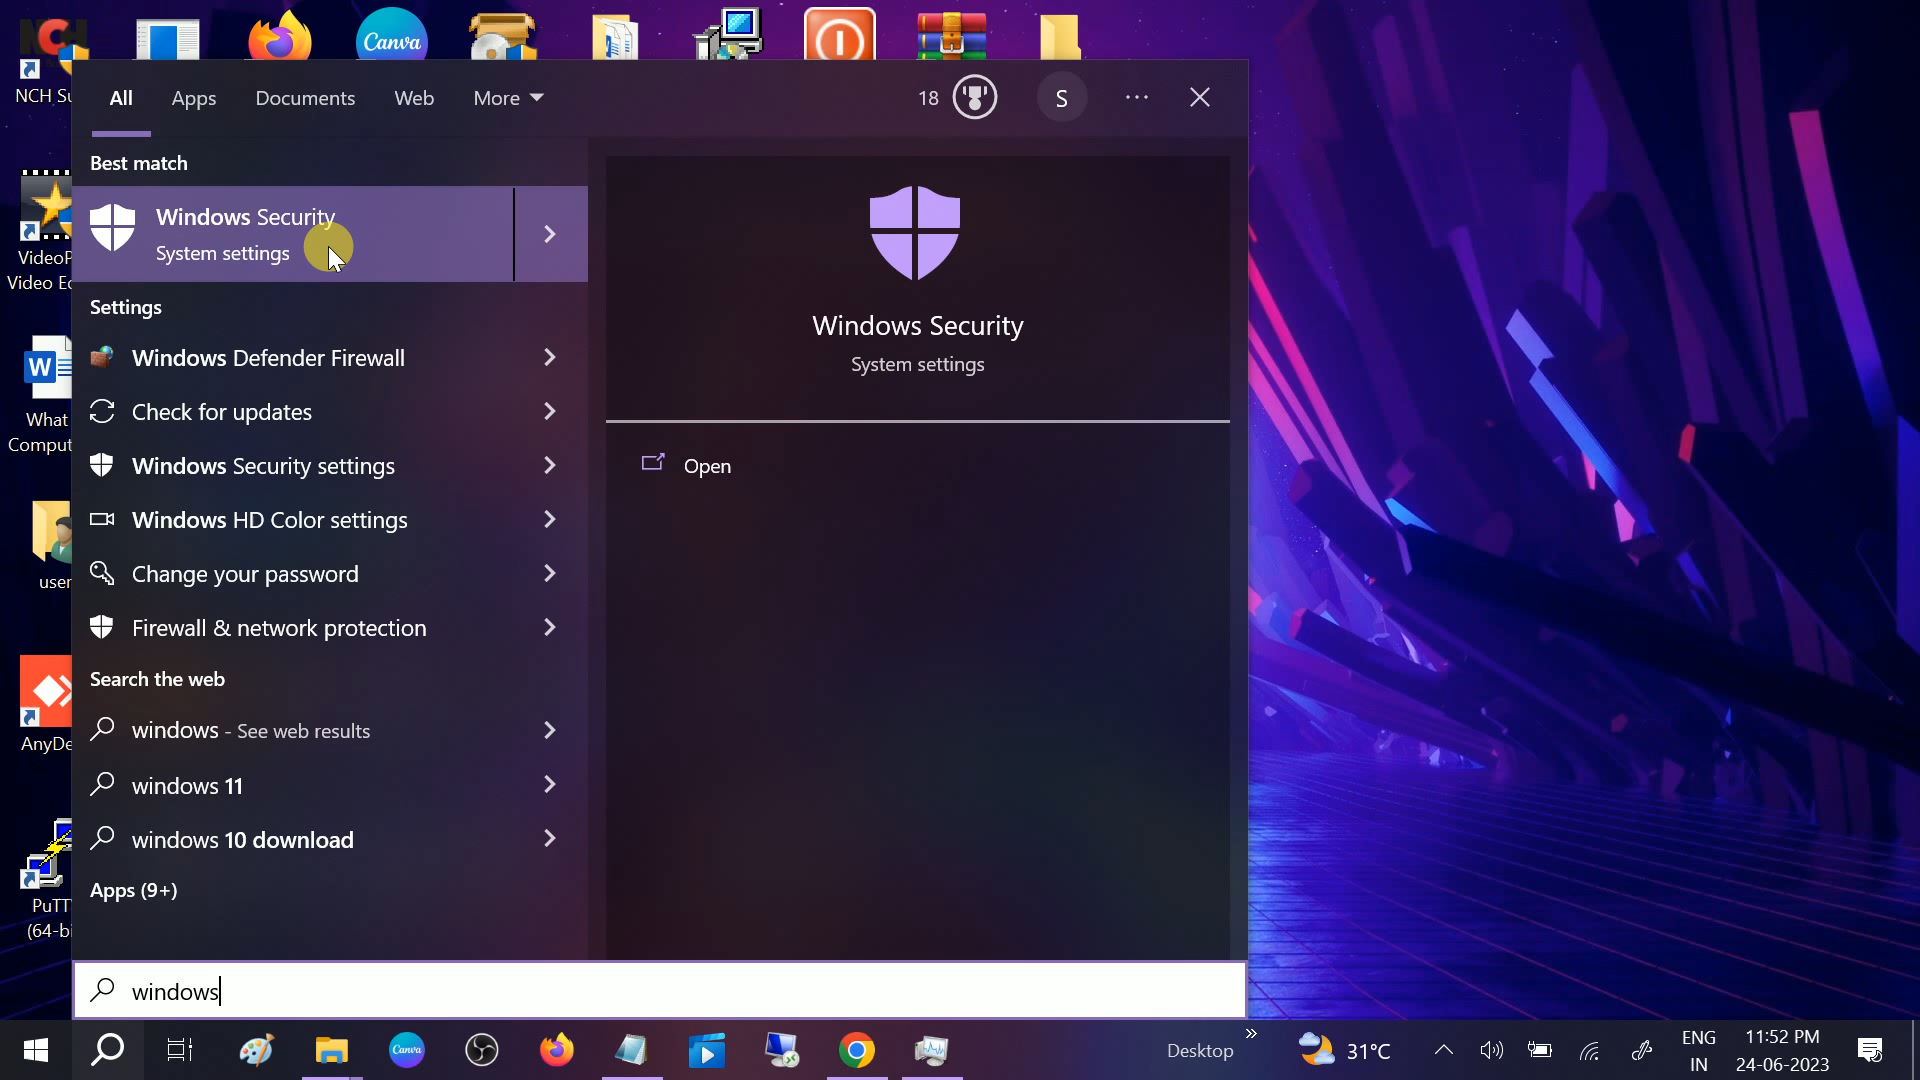 NCH Su
Canva
All
Apps
Documents
Web
More
18
S
Best match
Windows Security
System settings
Settings
Windows Defender Firewall
Check for updates
Windows Security settings
Windows HD Color settings
Change your password
Firewall & network protection
Search the web
windows - See web results
windows 11
windows 10 download
Apps (9+)
windows
Windows Security
System settings
Open
VideoP
Video Ed
W
What
Comput
user
AnyDe
PuTT
(64-bi
Canva
Desktop
31°C
ENG
IN
11:52 PM
24-06-2023